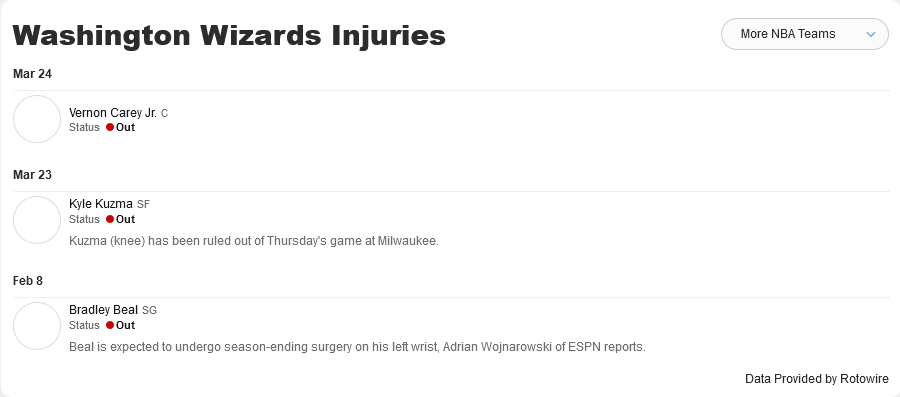 Washington Wizards Injuries
More NBA Teams
Mar 24
Vernon Carey Jr. C
Status Out
Mar 23
Kyle Kuzma SF
Status Out
Kuzma (knee) has been ruled out of Thursday's game at Milwaukee.
Feb 8
Bradley Beal SG
Status Out
Beal is expected to undergo season-ending surgery on his left wrist, Adrian Wojnarowski of ESPN reports.
Data Provided by Rotowire